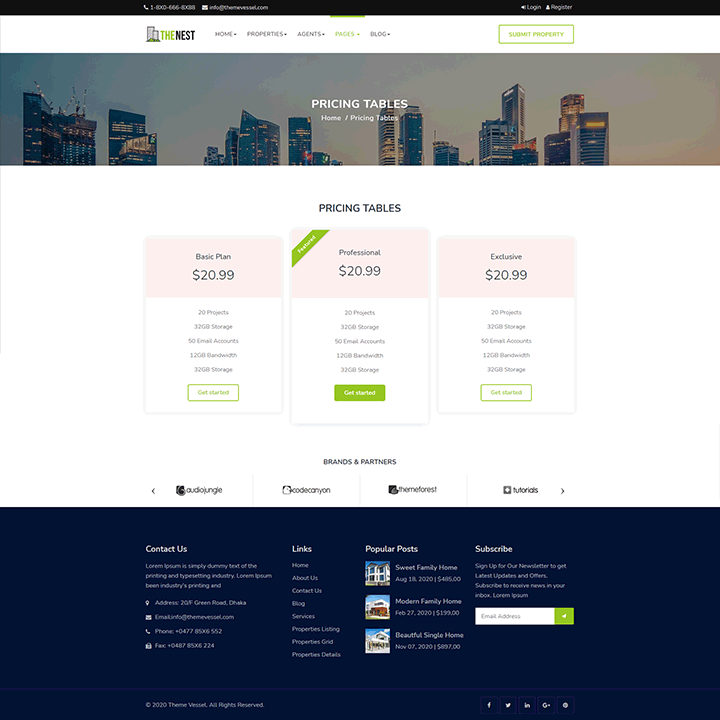 1-8X0-666-8X88 info@themevessel.com Login Register
THENEST HOME PROPERTIES AGENTS PAGES BLOG SUBMIT PROPERTY
PRICING TABLES
Home / Pricing Tables
PRICING TABLES
Basic Plan
$20.99
20 Projects
32GB Storage
50 Email Accounts
12GB Bandwidth
32GB Storage
Get started
Featured
Professional
$20.99
20 Projects
32GB Storage
50 Email Accounts
12GB Bandwidth
32GB Storage
Get started
Exclusive
$20.99
20 Projects
32GB Storage
50 Email Accounts
12GB Bandwidth
32GB Storage
Get started
BRANDS & PARTNERS
audiojungle codecanyon themeforest tutorials
Contact Us
Lorem Ipsum is simply dummy text of the
printing and typesetting industry. Lorem Ipsum
been industry's printing and
Address: 20/F Green Road, Dhaka
Email:info@themevessel.com
Phone: +0477 85X6 552
Fax: +0487 85X6 224
Links
Home
About Us
Contact Us
Blog
Services
Properties Listing
Properties Grid
Properties Details
Popular Posts
Sweet Family Home
Aug 18, 2020 | $485,00
Modern Family Home
Feb 27, 2020 | $199,00
Beautful Single Home
Nov 07, 2020 | $897,00
Subscribe
Sign Up for Our Newsletter to get
Latest Updates and Offers.
Subscribe to receive news in your
inbox. Lorem Ipsum
Email Address
© 2020 Theme Vessel. All Rights Reserved.